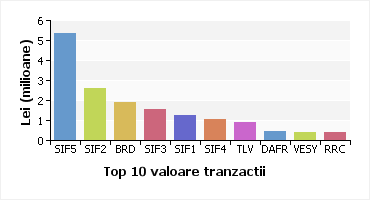 Lei (milioane)
6
5
4
3
2
1
0
SIF5 SIF2 BRD SIF3 SIF1 SIF4 TLV DAFR VESY RRC
Top 10 valoare tranzactii